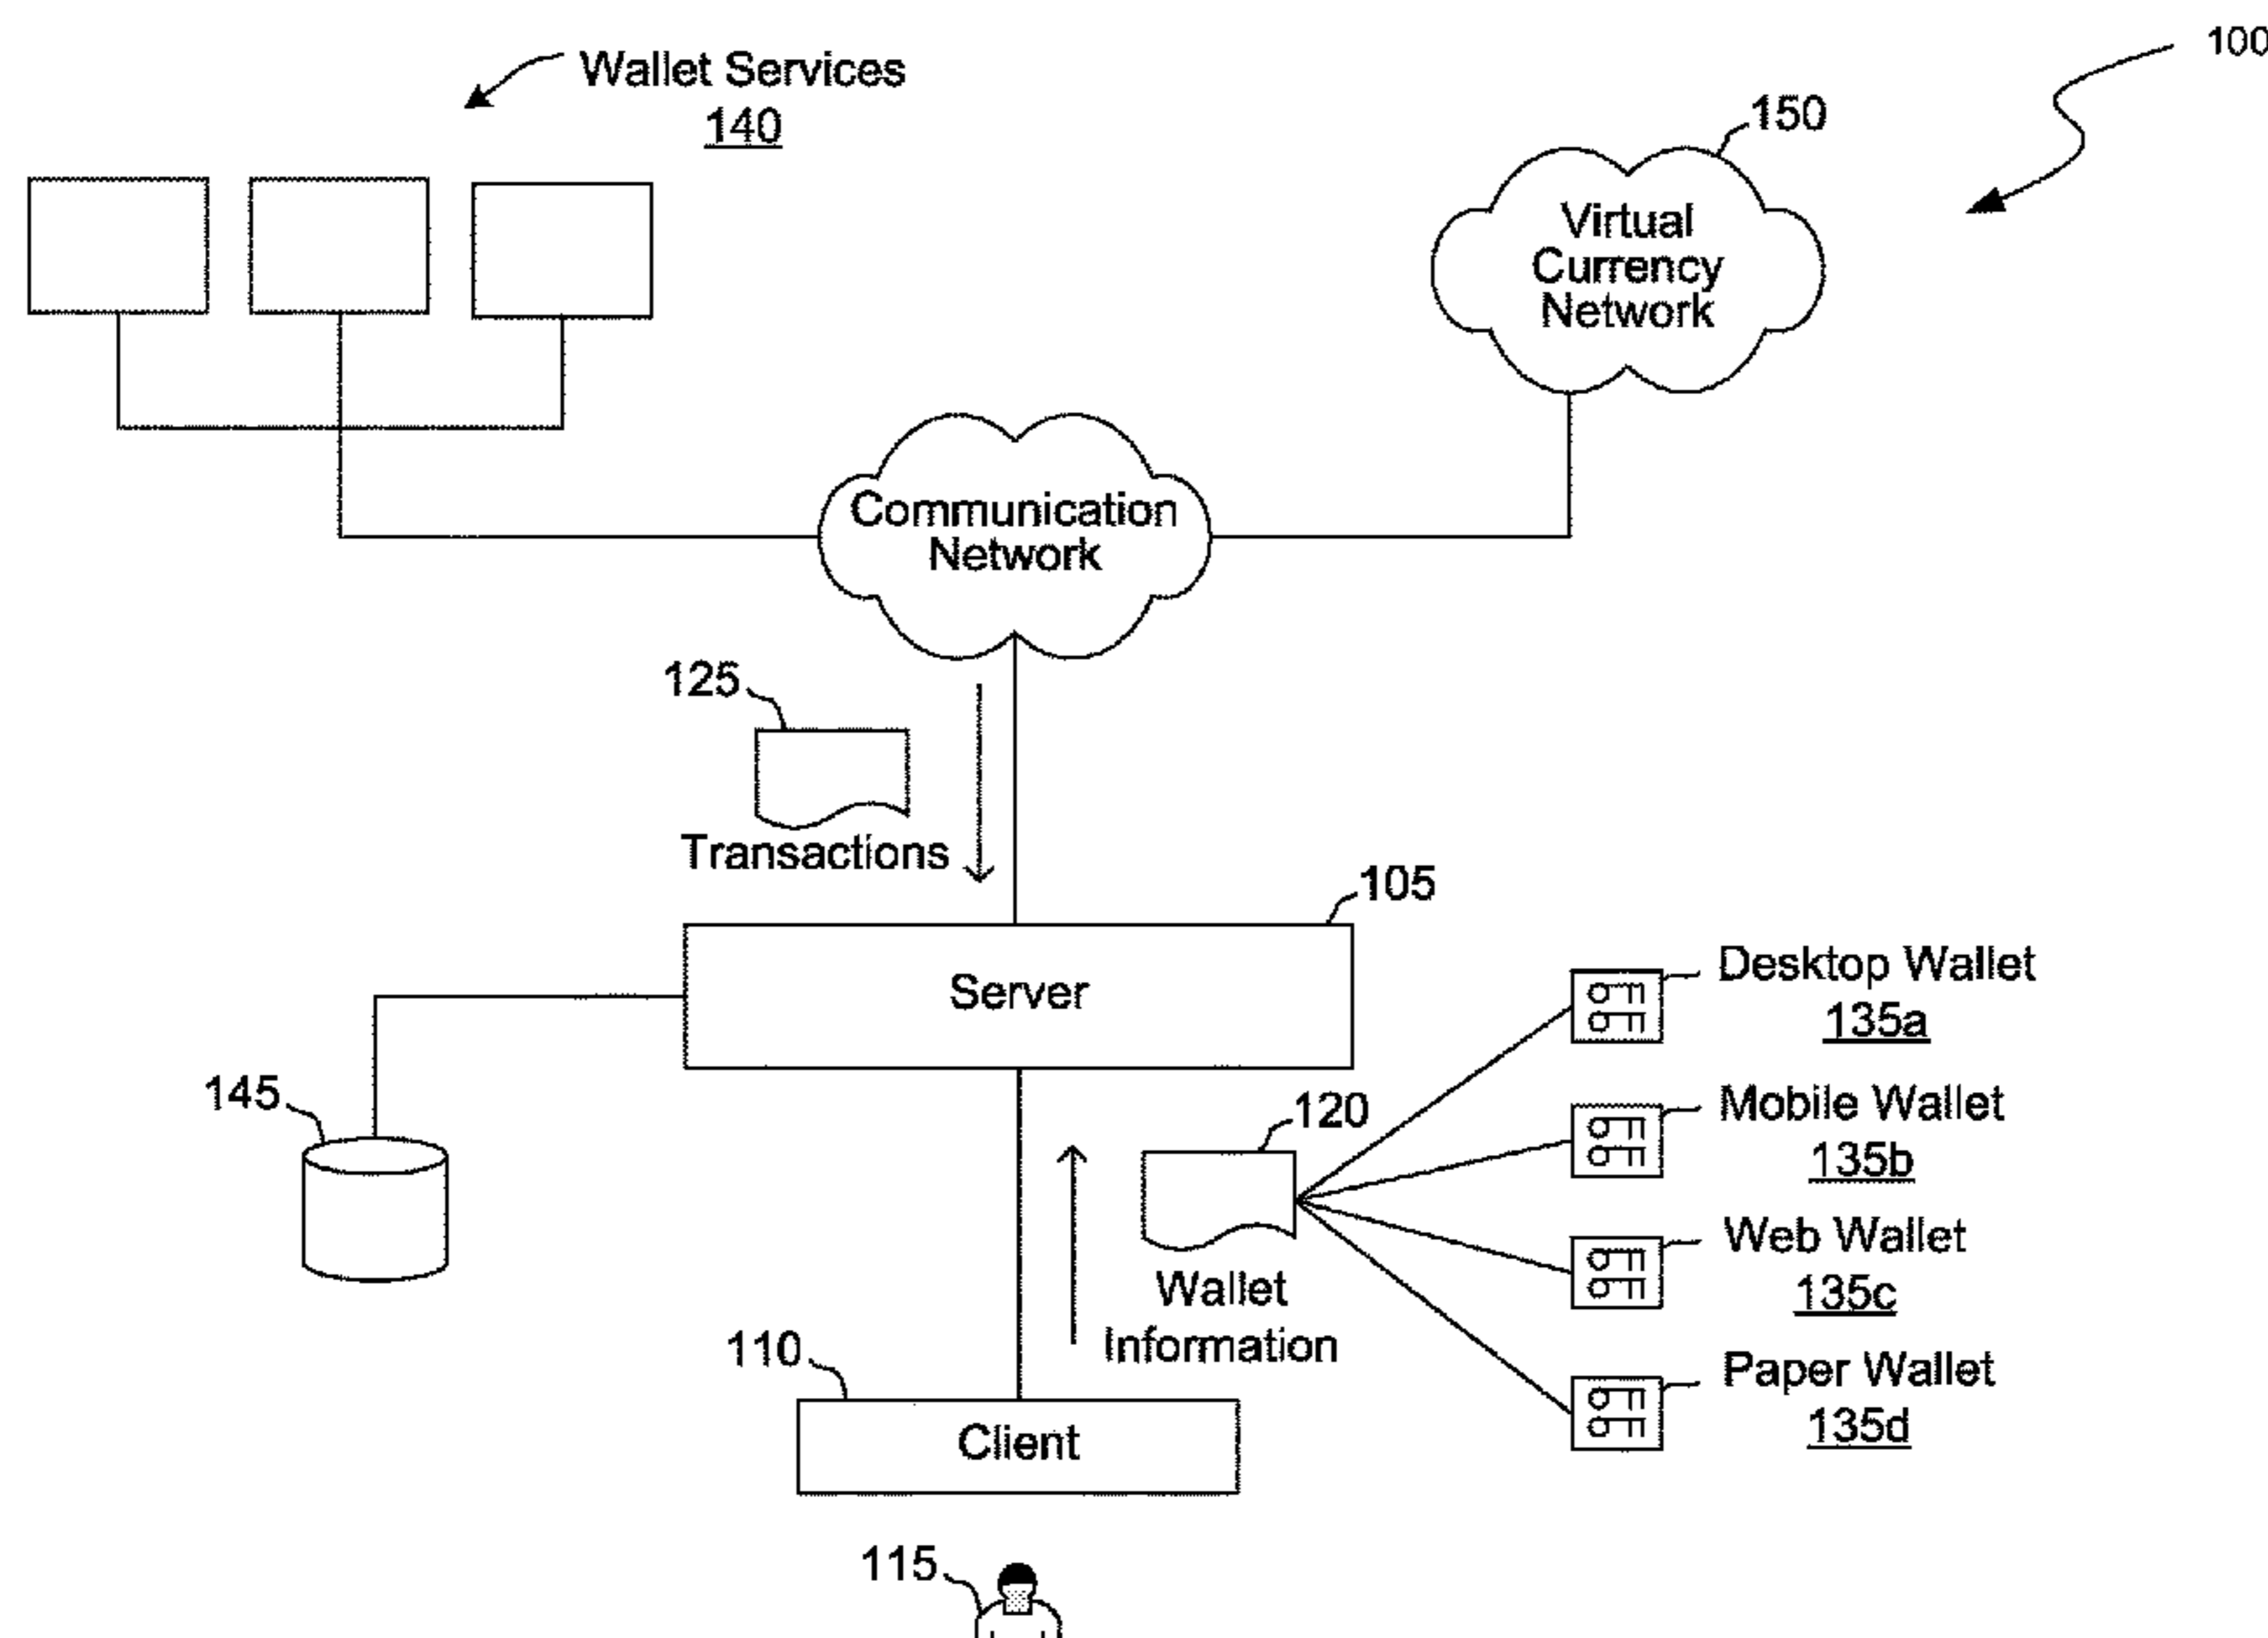 100
Wallet Services
140
150
Virtual
Currency
Network
Communication
Network
125
Transactions
105
Server
Desktop Wallet
135a
145
120
Mobile Wallet
135b
Web Wallet
135c
Wallet
Information
110
Client
Paper Wallet
135d
115